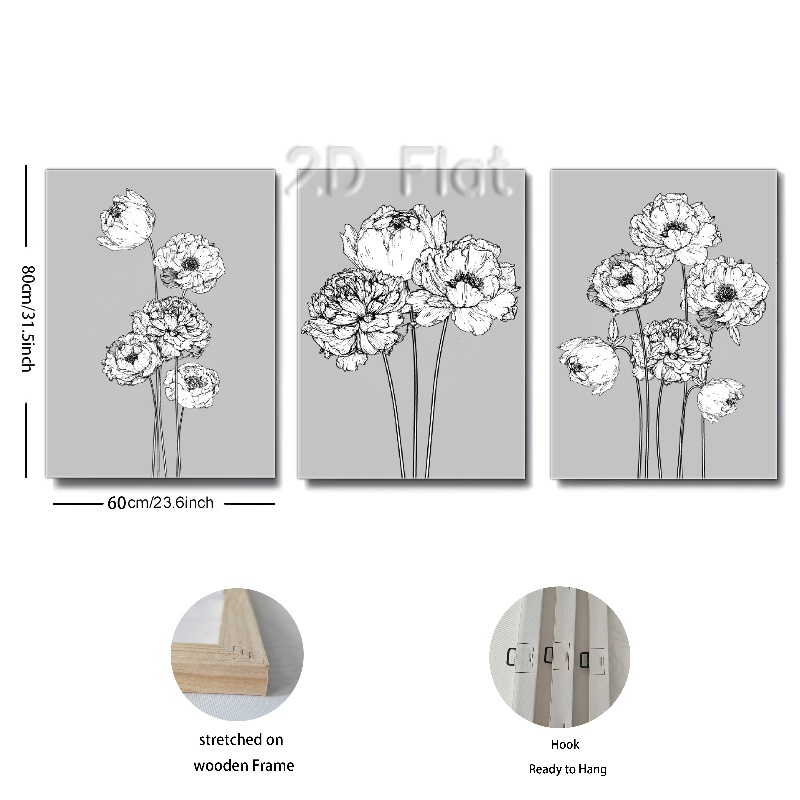 2D Flat
80cm/31.5inch
60cm/23.6inch
stretched on
wooden Frame
Hook
Ready to Hang